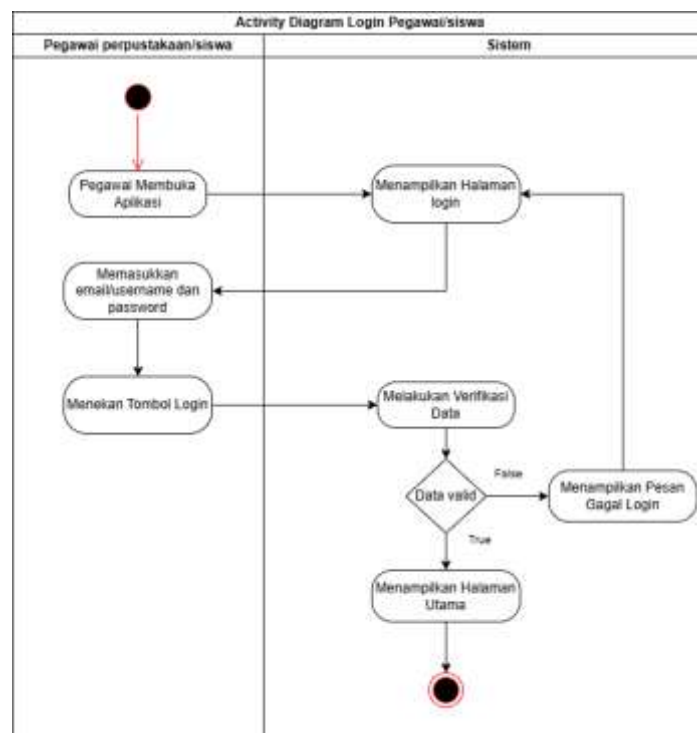 Activity Diagram Login Pegawai/siswa
Pegawai perpustakaan/siswa
Sistem
Pegawai Membuka
Aplikasi
Menampilkan Halaman
login
Memasukkan
email/username dan
password
Menekan Tombol Login
Melakukan Verifikasi
Data
Data valid
False
Menampilkan Pesan
Gagal Login
True
Menampilkan Halaman
Utama